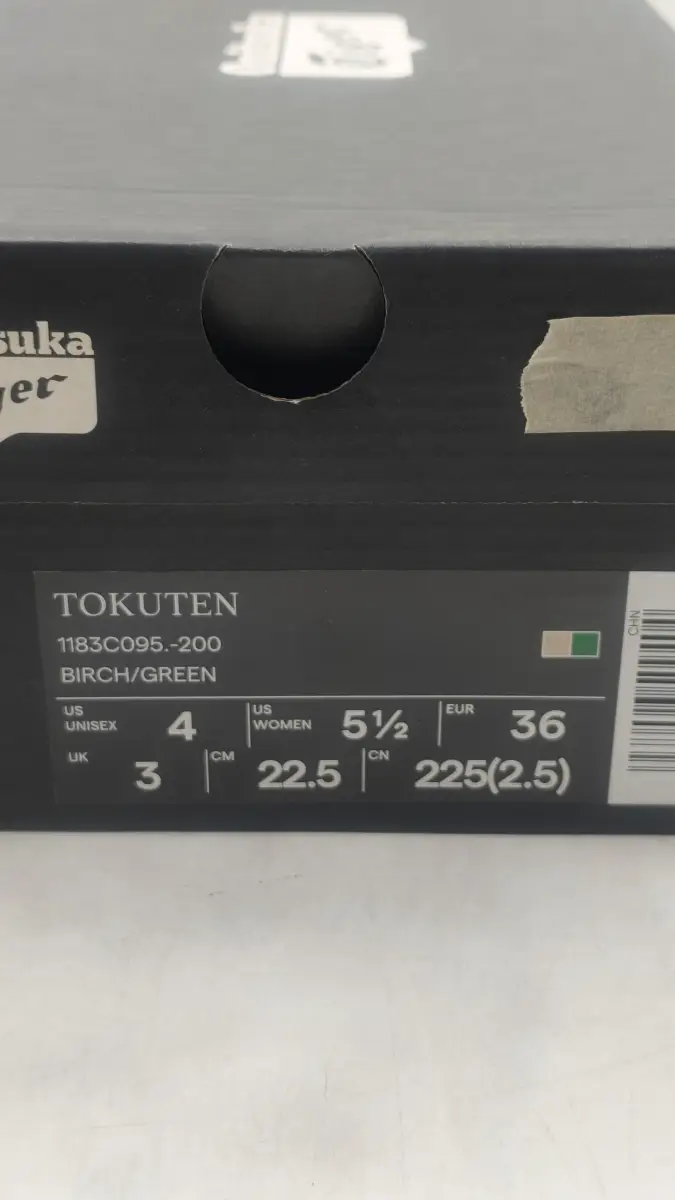 suka
ger
TOKUTEN
1183C095.-200
BIRCH/GREEN
US UNISEX 4 US WOMEN 5½ EUR 36
UK 3 CM 22.5 CN 225(2.5)
CHN